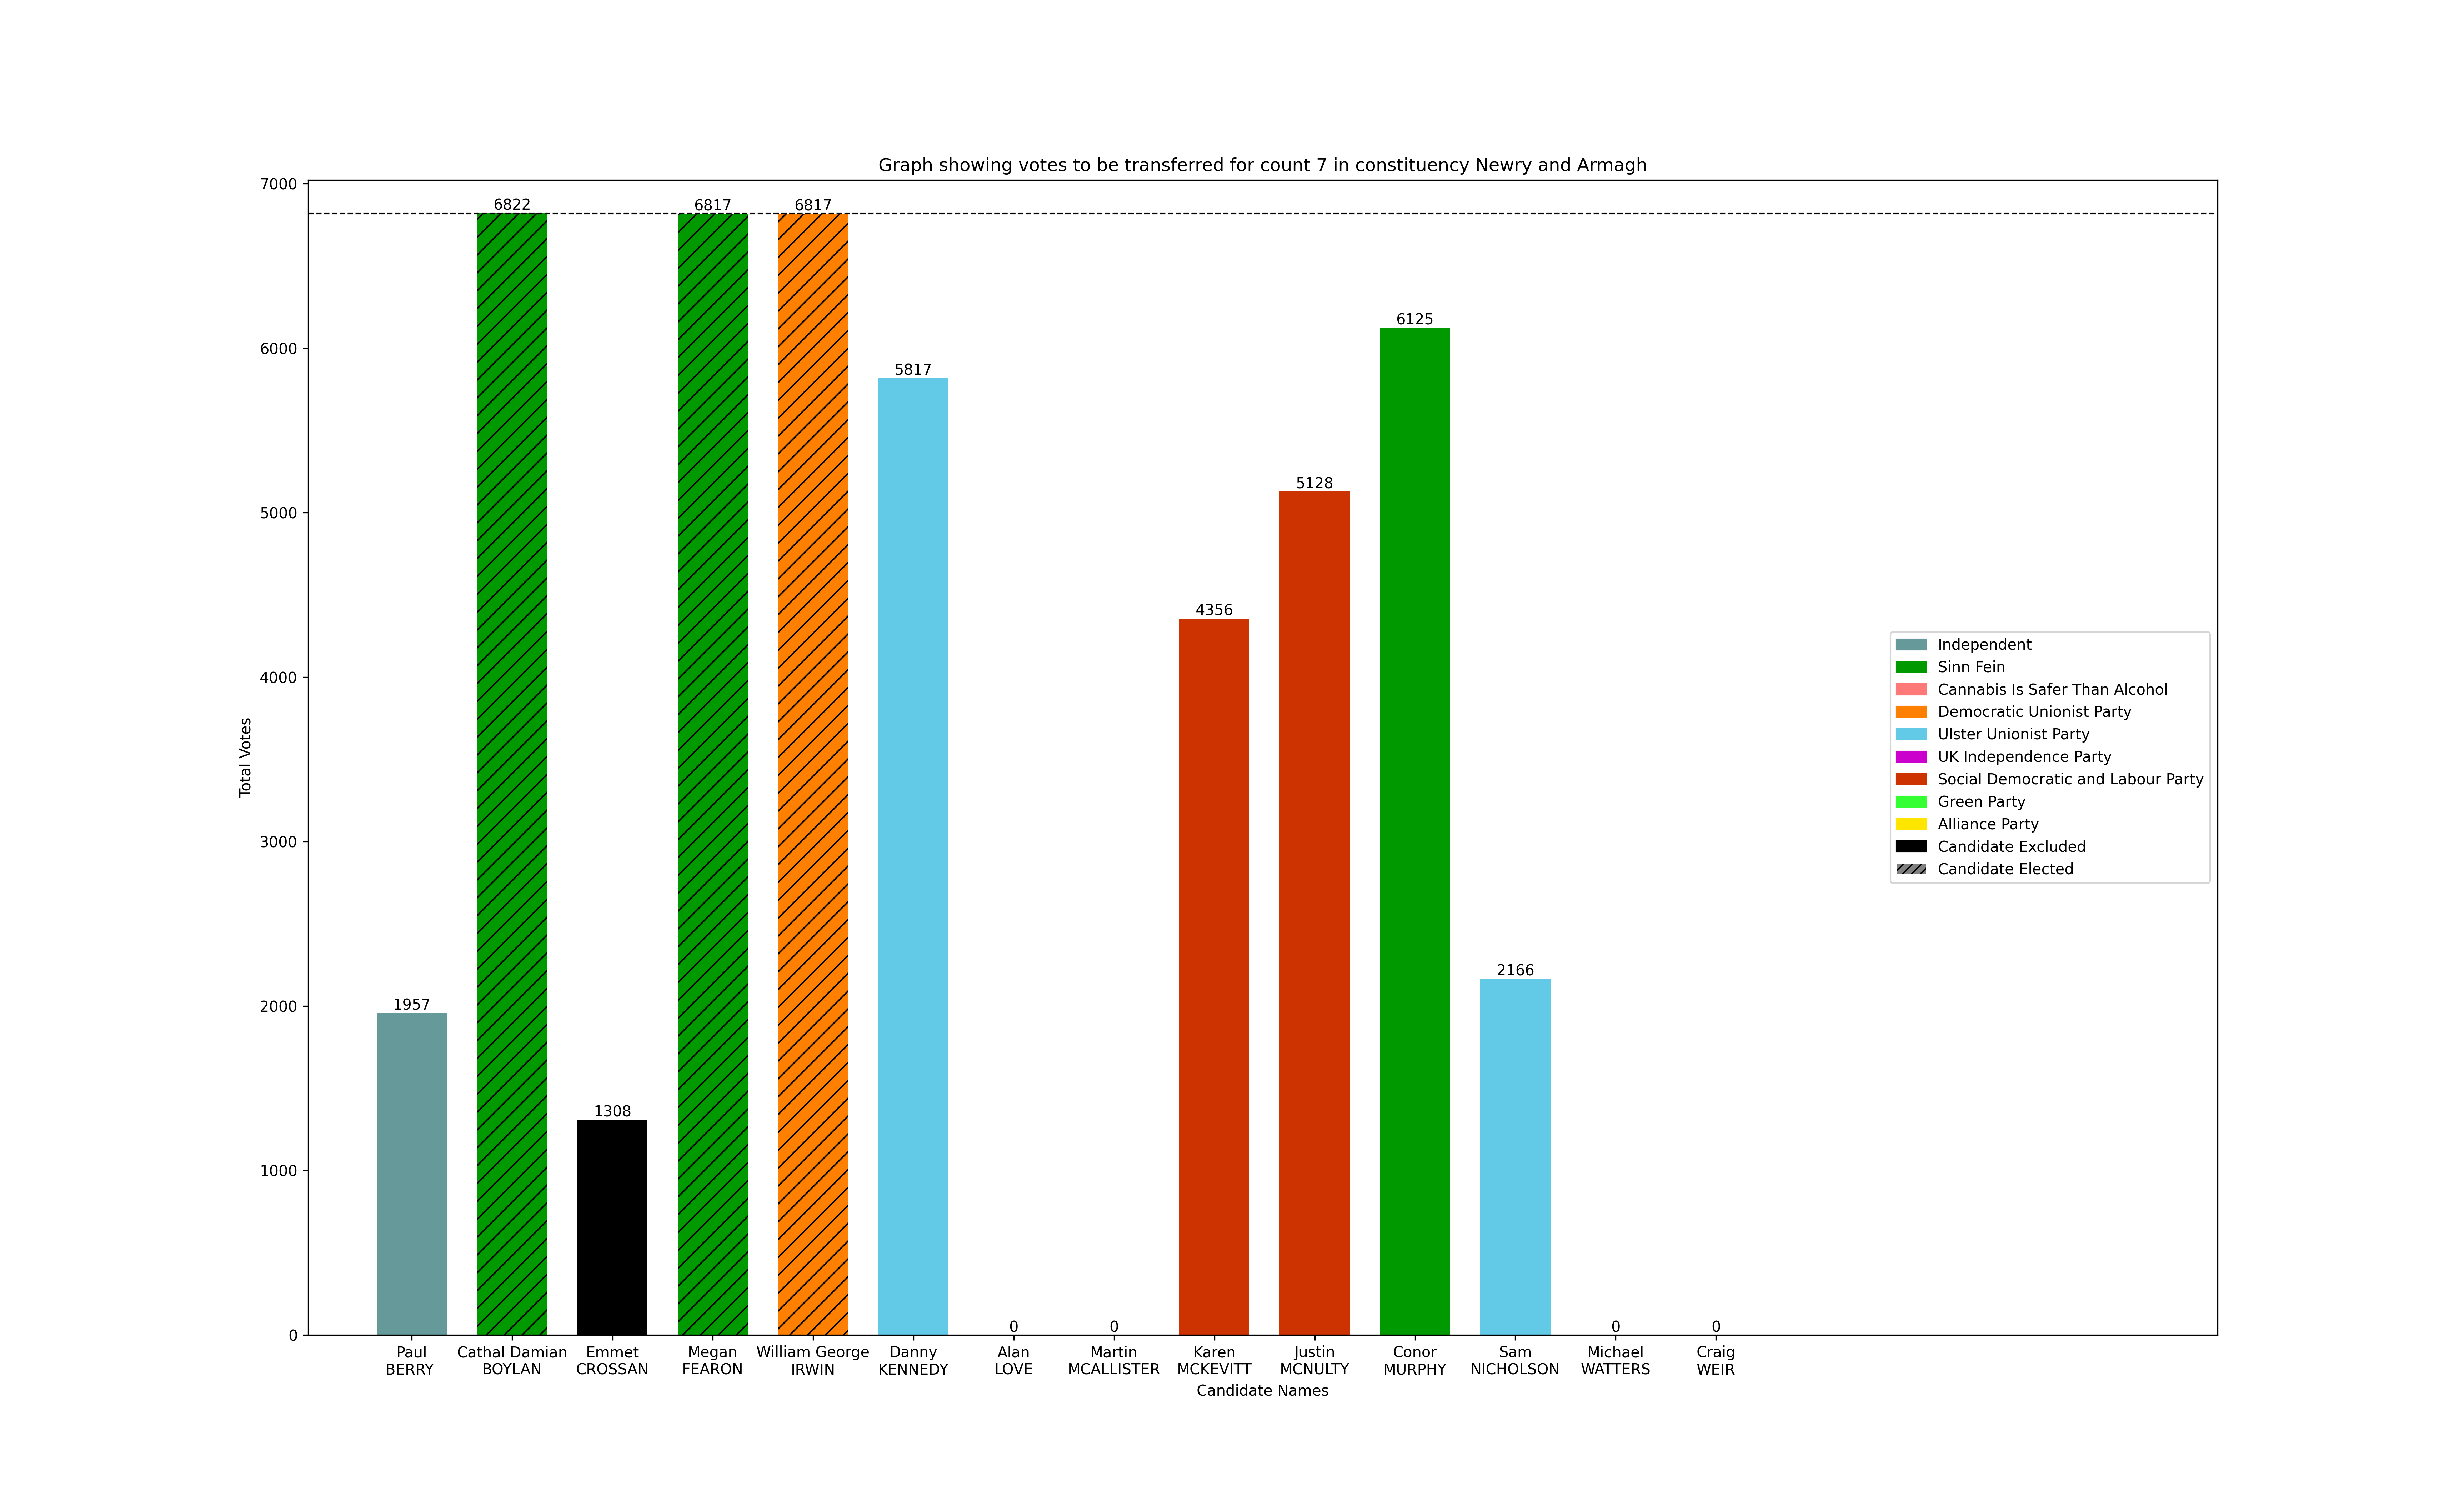 Graph showing votes to be transferred for count 7 in constituency Newry and Armagh
7000
6000
5000
4000
3000
2000
1000
0
Total Votes
1957
6822
1308
6817
6817
5817
0
0
4356
5128
6125
2166
0
0
Paul
BERRY
Cathal Damian
BOYLAN
Emmet
CROSSAN
Megan
FEARON
William George
IRWIN
Danny
KENNEDY
Alan
LOVE
Martin
MCALLISTER
Karen
MCKEVITT
Justin
MCNULTY
Conor
MURPHY
Sam
NICHOLSON
Michael
WATTERS
Craig
WEIR
Candidate Names
Independent
Sinn Fein
Cannabis Is Safer Than Alcohol
Democratic Unionist Party
Ulster Unionist Party
UK Independence Party
Social Democratic and Labour Party
Green Party
Alliance Party
Candidate Excluded
Candidate Elected